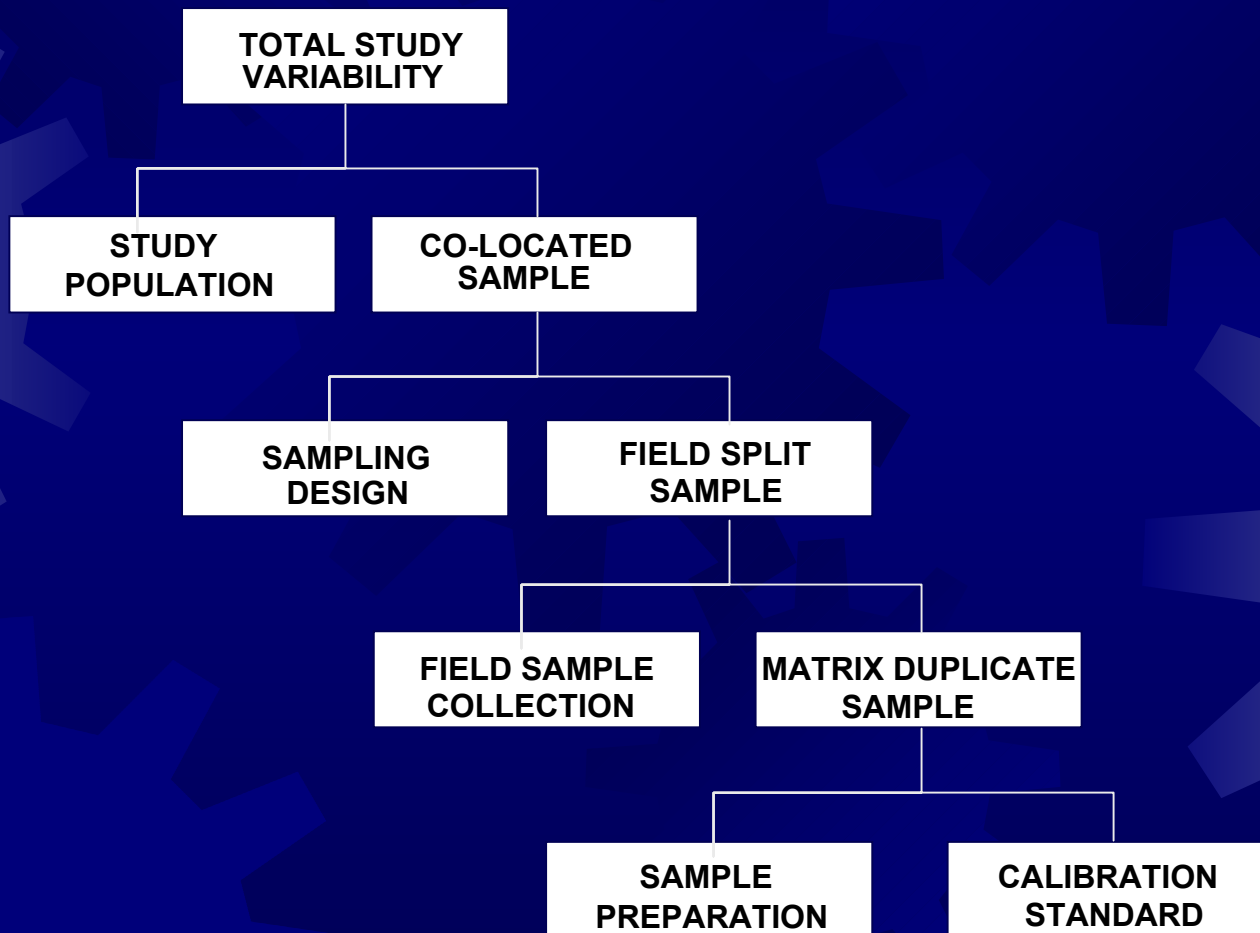 TOTAL STUDY
VARIABILITY
STUDY
POPULATION
CO-LOCATED
SAMPLE
SAMPLING
DESIGN
FIELD SPLIT
SAMPLE
FIELD SAMPLE
COLLECTION
MATRIX DUPLICATE
SAMPLE
SAMPLE
PREPARATION
CALIBRATION
STANDARD